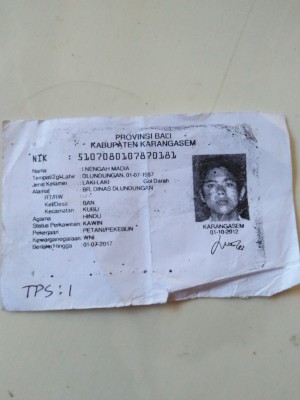 PROVINSI BALI
KABUPATEN KARANGASEM
NIK : 5107080107870181
Nama : I NENGAH MADIA
Tempat/Tgl Lahir : DLUNDUNGAN, 01-07-1987
Jenis Kelamin : LAKI-LAKI Gol Darah
Alamat : BR. DINAS DLUNDUNGAN
RT/RW :
Kel/Desa : BAN
Kecamatan : KUBU
Agama : HINDU
Status Perkawinan : KAWIN
Pekerjaan : PETANI/PEKEBUN
Kewarganegaraan : WNI
Berlaku Hingga : 01-07-2017
KARANGASEM
01-10-2012
TPS : 1